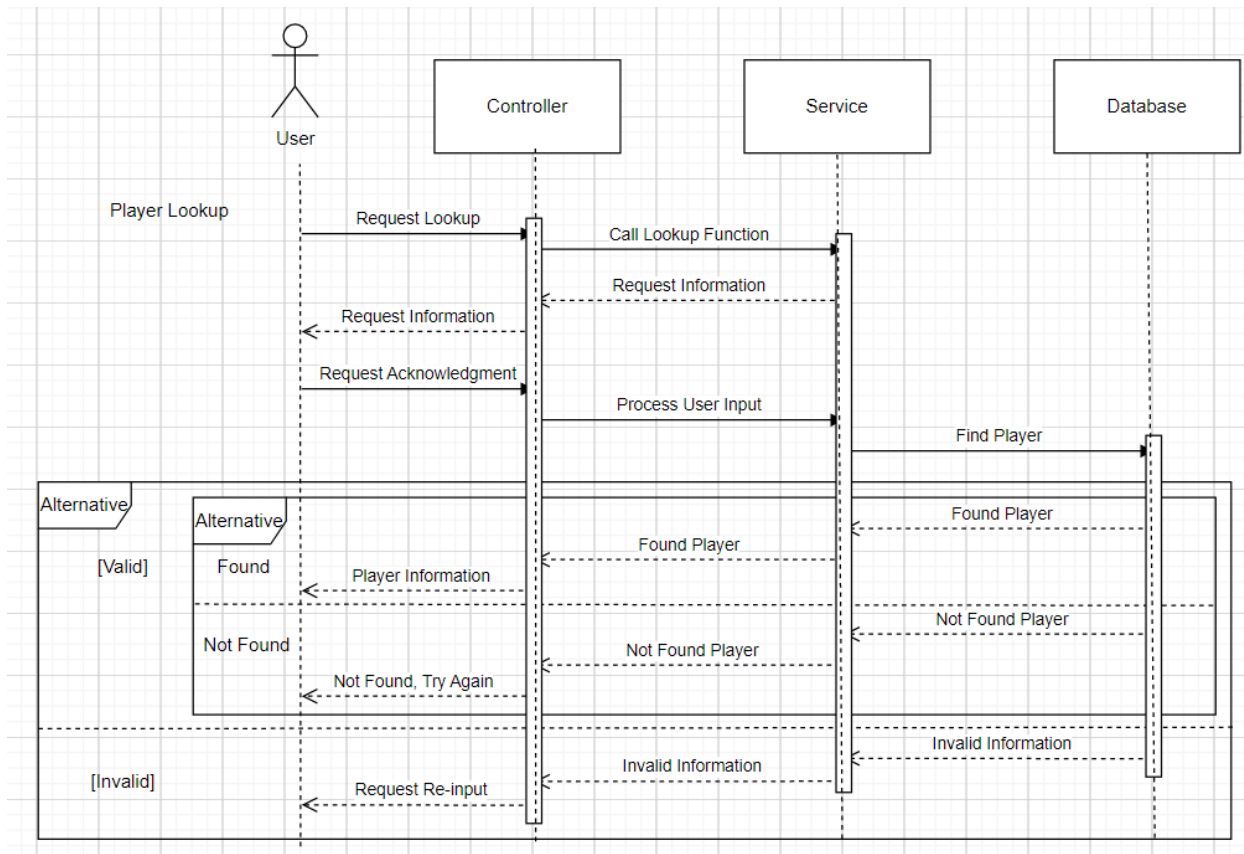 User
Controller
Service
Database
Player Lookup
Request Lookup
Call Lookup Function
Request Information
Request Information
Request Acknowledgment
Process User Input
Find Player
Alternative
Alternative
Found Player
Found Player
[Valid]
Found
Player Information
Not Found Player
Not Found
Not Found Player
Not Found, Try Again
Invalid Information
Invalid Information
[Invalid]
Request Re-input